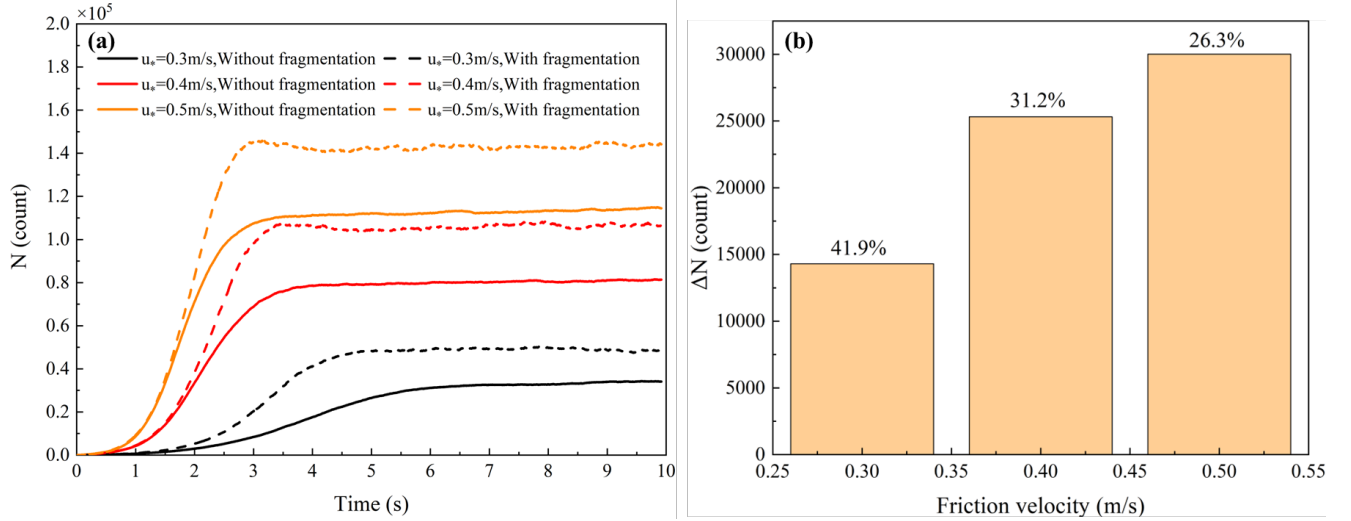 ×10⁵
(a)
u*=0.3m/s,Without fragmentation
u*=0.3m/s,With fragmentation
u*=0.4m/s,Without fragmentation
u*=0.4m/s,With fragmentation
u*=0.5m/s,Without fragmentation
u*=0.5m/s,With fragmentation
2.0
1.8
1.6
1.4
1.2
1.0
0.8
0.6
0.4
0.2
0.0
N (count)
0 1 2 3 4 5 6 7 8 9 10
Time (s)
(b)
41.9%
31.2%
26.3%
30000
25000
20000
15000
10000
5000
0
ΔN (count)
0.25 0.30 0.35 0.40 0.45 0.50 0.55
Friction velocity (m/s)